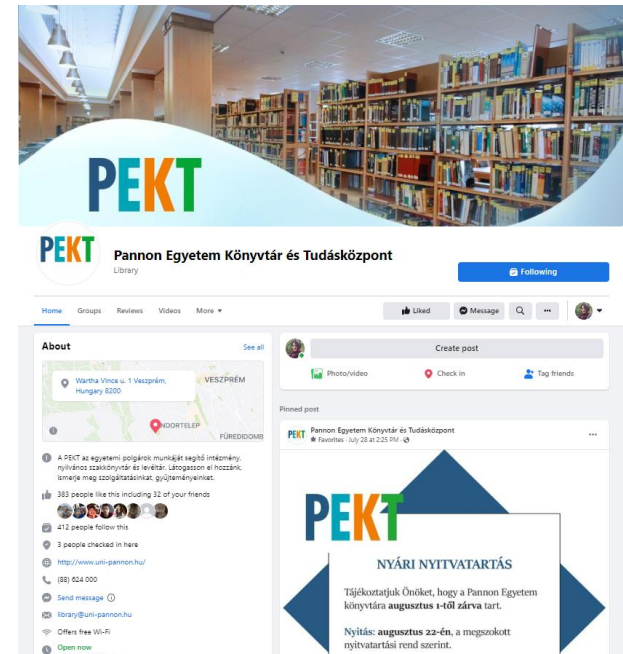 PEKT
PEKT
Pannon Egyetem Könyvtár és Tudásközpont
Library
Following
Home Groups Reviews Videos More
Liked Message
About See all
Wartha Vince u. 1 Veszprém,
Hungary 8200
VESZPRÉM
NOORTELEP
FÜREDIDOMB
A PEKT az egyetemi polgárok munkáját segítő intézmény,
nyilvános szakkönyvtár és levéltár. Látogasson el hozzánk,
ismerje meg szolgáltatásinkat, gyűjteményeinket.
383 people like this including 32 of your friends
412 people follow this
3 people checked in here
http://www.uni-pannon.hu/
(88) 624 000
Send message
library@uni-pannon.hu
Offers free Wi-Fi
Open now
Create post
Photo/video Check in Tag friends
Pinned post
PEKT
Pannon Egyetem Könyvtár és Tudásközpont
Favorites · July 28 at 2:25 PM ·
PEKT
NYÁRI NYITVATARTÁS
Tájékoztatjuk Önöket, hogy a Pannon Egyetem
könyvtára augusztus 1-től zárva tart.
Nyitás: augusztus 22-én, a megszokott
nyitvatartási rend szerint.